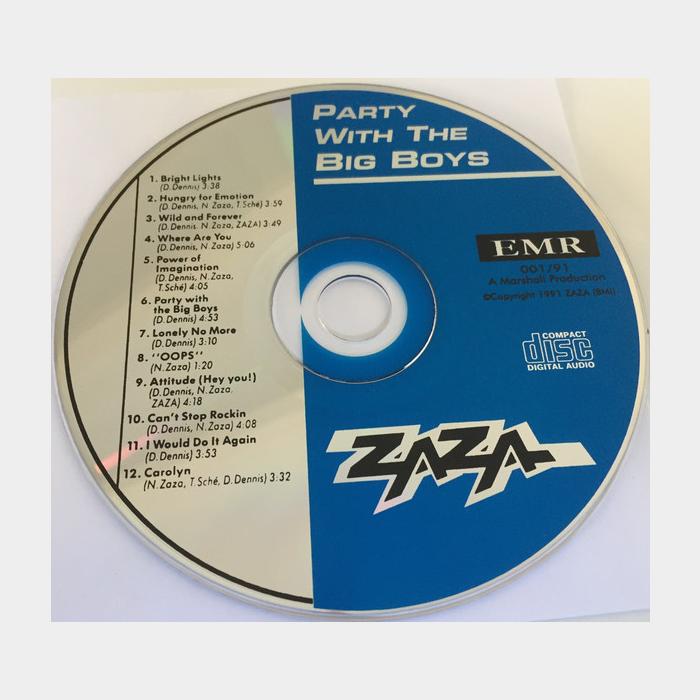 PARTY
WITH THE
BIG BOYS
1. Bright Lights
(D. Dennis) 3:38
2. Hungry for Emotion
(D. Dennis, N. Zaza, T. Sché) 3:59
3. Wild and Forever
(D. Dennis. N. Zaza, ZAZA) 3:49
4. Where Are You
(D. Dennis, N. Zaza) 5:06
5. Power of
Imagination
(D. Dennis, N. Zaza,
T. Sché) 4:05
6. Party with
the Big Boys
(D. Dennis) 4:53
7. Lonely No More
(D. Dennis) 3:10
8. "OOPS"
(N. Zaza) 1:20
9. Attitude (Hey you!)
(D. Dennis, N. Zaza,
ZAZA) 4:18
10. Can't Stop Rockin
(D. Dennis, N. Zaza) 4:08
11. I Would Do It Again
(D. Dennis) 3:53
12. Carolyn
(N. Zaza, T. Sché, D. Dennis) 3:32
EMR
001/91
A Marshall Production
©Copyright 1991 ZAZA (BMI)
COMPACT
disc
DIGITAL AUDIO
ZAZA